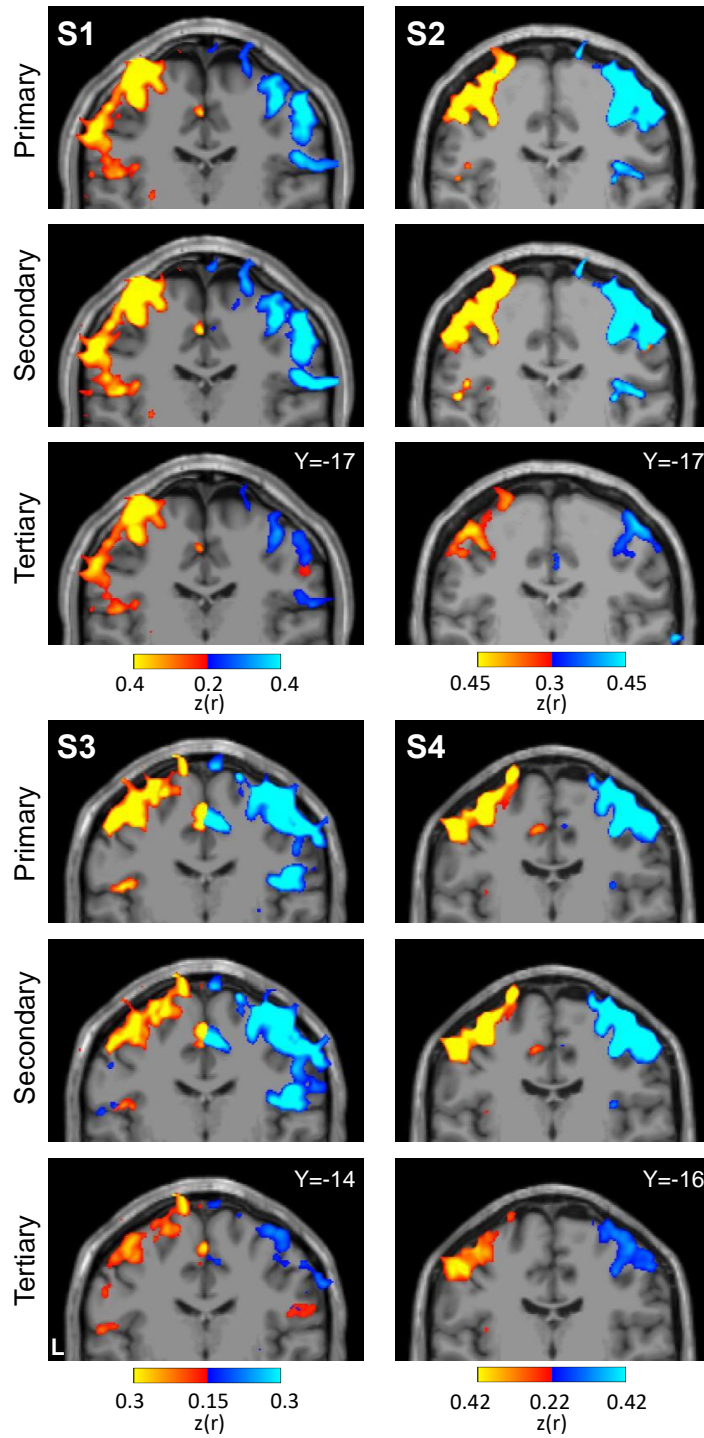 S1 S2
Primary
Secondary
Tertiary
Y=-17 Y=-17
0.4 0.2 0.4
z(r)
0.45 0.3 0.45
z(r)
S3 S4
Primary
Secondary
Tertiary
Y=-14 Y=-16
L
0.3 0.15 0.3
z(r)
0.42 0.22 0.42
z(r)